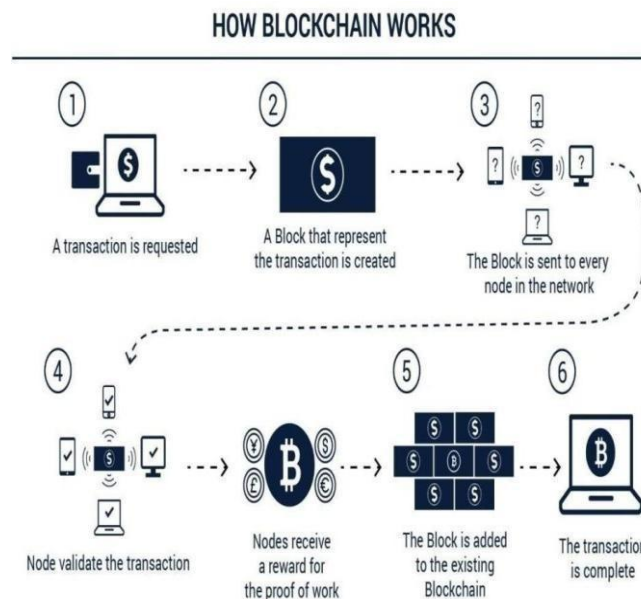 HOW BLOCKCHAIN WORKS
1
2
3
$
$
?
?
$
?
?
A transaction is requested
A Block that represent
the transaction is created
The Block is sent to every
node in the network
4
5
6
$
¥
$
£
€
B
$
$
$
B
$
$
$
B
Node validate the transaction
Nodes receive
a reward for
the proof of work
The Block is added
to the existing
Blockchain
The transaction
is complete